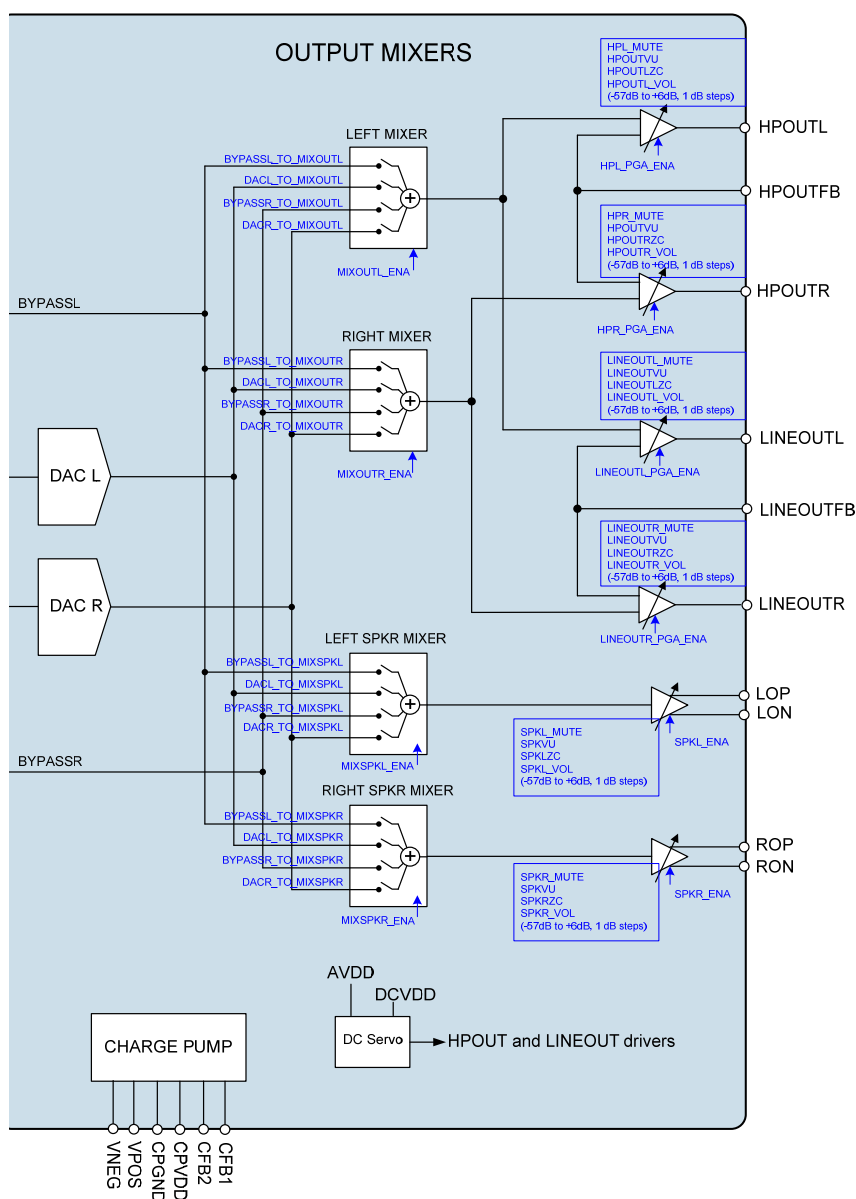 OUTPUT MIXERS
HPL_MUTE
HPOUTVU
HPOUTLZC
HPOUTL_VOL
(-57dB to +6dB, 1 dB steps)
HPOUTL
HPL_PGA_ENA
HPOUTFB
LEFT MIXER
BYPASSL_TO_MIXOUTL
DACL_TO_MIXOUTL
BYPASSR_TO_MIXOUTL
DACR_TO_MIXOUTL
MIXOUTL_ENA
HPR_MUTE
HPOUTVU
HPOUTRZC
HPOUTR_VOL
(-57dB to +6dB, 1 dB steps)
HPOUTR
HPR_PGA_ENA
BYPASSL
RIGHT MIXER
BYPASSL_TO_MIXOUTR
DACL_TO_MIXOUTR
BYPASSR_TO_MIXOUTR
DACR_TO_MIXOUTR
MIXOUTR_ENA
LINEOUTL_MUTE
LINEOUTVU
LINEOUTLZC
LINEOUTL_VOL
(-57dB to +6dB, 1 dB steps)
LINEOUTL
LINEOUTL_PGA_ENA
DAC L
LINEOUTFB
LINEOUTR_MUTE
LINEOUTVU
LINEOUTRZC
LINEOUTR_VOL
(-57dB to +6dB, 1 dB steps)
LINEOUTR
LINEOUTR_PGA_ENA
DAC R
LEFT SPKR MIXER
BYPASSL_TO_MIXSPKL
DACL_TO_MIXSPKL
BYPASSR_TO_MIXSPKL
DACR_TO_MIXSPKL
MIXSPKL_ENA
LOP
LON
SPKL_ENA
SPKL_MUTE
SPKVU
SPKLZC
SPKL_VOL
(-57dB to +6dB, 1 dB steps)
BYPASSR
RIGHT SPKR MIXER
BYPASSL_TO_MIXSPKR
DACL_TO_MIXSPKR
BYPASSR_TO_MIXSPKR
DACR_TO_MIXSPKR
MIXSPKR_ENA
ROP
RON
SPKR_ENA
SPKR_MUTE
SPKVU
SPKRZC
SPKR_VOL
(-57dB to +6dB, 1 dB steps)
AVDD
DCVDD
DC Servo
HPOUT and LINEOUT drivers
CHARGE PUMP
VNEG
VPOS
CPGND
CPVDD
CFB2
CFB1